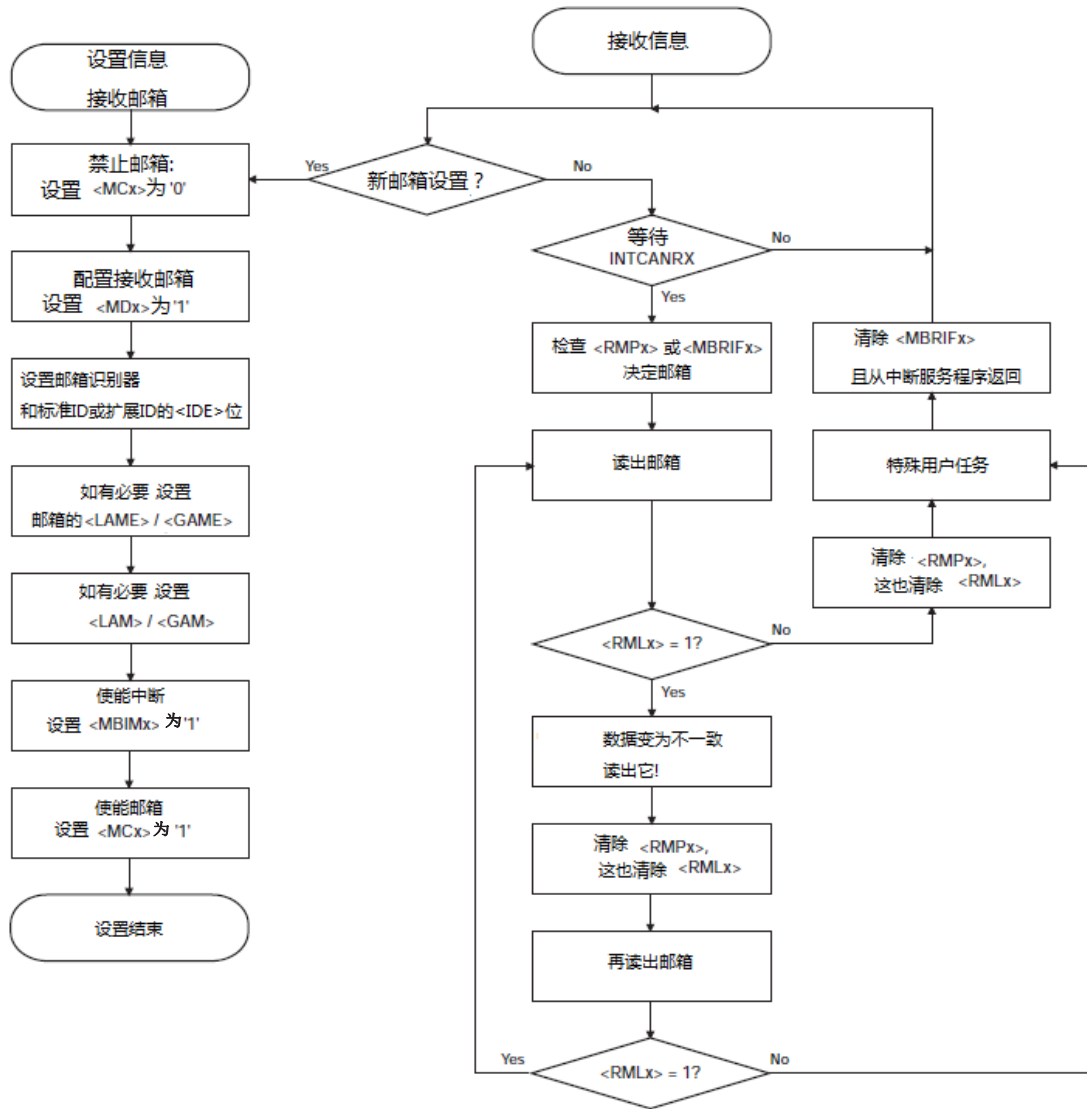 设置信息
接收邮箱
禁止邮箱:
设置 <MCx>为 '0'
配置接收邮箱
设置 <MDx>为 '1'
设置邮箱识别器
和标准ID或扩展ID的<IDE>位
如有必要 设置
邮箱的<LAME> / <GAME>
如有必要 设置
<LAM> / <GAM>
使能中断
设置 <MBIMx> 为 '1'
使能邮箱
设置 <MCx> 为 '1'
设置结束
接收信息
Yes
新邮箱设置？
No
等待
INTCANRX
No
Yes
检查 <RMPx> 或<MBRIFx>
决定邮箱
读出邮箱
<RMLx> = 1?
No
Yes
数据变为不一致
读出它!
清除 <RMPx>,
这也清除 <RMLx>
再读出邮箱
Yes
<RMLx> = 1?
No
清除 <MBRIFx>
且从中断服务程序返回
特殊用户任务
清除 <RMPx>,
这也清除 <RMLx>